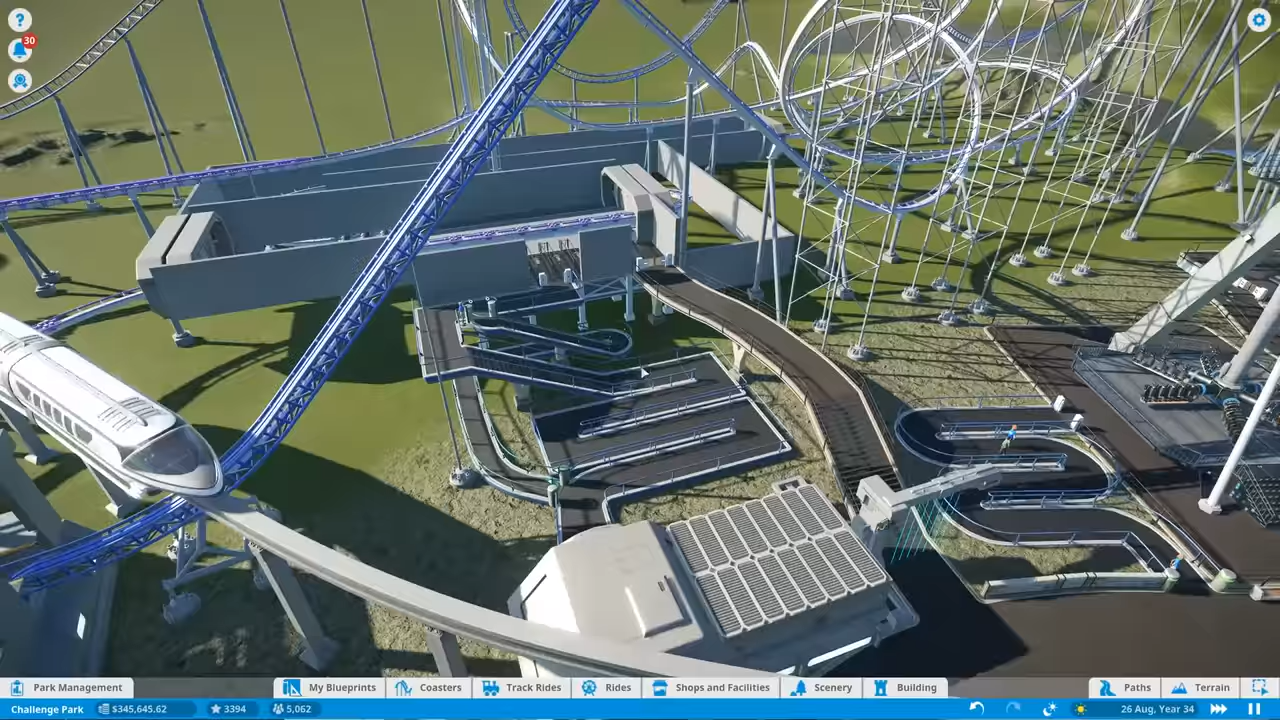 ?
30
Park Management
My Blueprints
Coasters
Track Rides
Rides
Shops and Facilities
Scenery
Building
Paths
Terrain
Challenge Park
$345,645.62
3394
5,062
26 Aug, Year 34